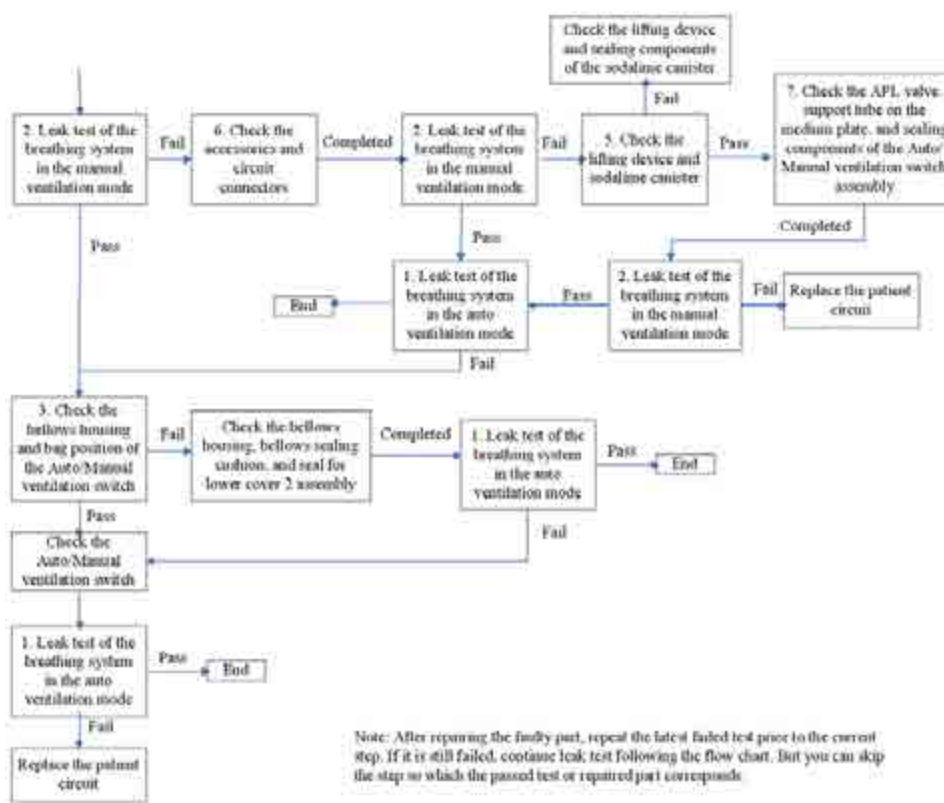 Check the lifting device
and sealing components
of the sodalime canister
Fail
2. Leak test of the
breathing system
in the manual
ventilation mode
Fail
6. Check the
accessories and
circuit
connectors
Completed
2. Leak test of the
breathing system
in the manual
ventilation mode
Fail
5. Check the
lifting device and
sodalime canister
Pass
7. Check the APL valve,
support tube on the
medium plate, and sealing
components of the Auto/
Manual ventilation switch
assembly
Pass
Pass
Completed
End
1. Leak test of the
breathing system
in the auto
ventilation mode
Pass
2. Leak test of the
breathing system
in the manual
ventilation mode
Fail
Replace the patient
circuit
Fail
3. Check the
bellows housing
and bag position of
the Auto/Manual
ventilation switch
Fail
Check the bellows
housing, bellows sealing
cushion, and seal for
lower cover 2 assembly
Completed
1. Leak test of the
breathing system
in the auto
ventilation mode
Pass
End
Pass
Fail
Check the
Auto/Manual
ventilation switch
1. Leak test of the
breathing system
in the auto
ventilation mode
Pass
End
Fail
Replace the patient
circuit
Note: After repairing the faulty part, repeat the latest failed test prior to the current
step. If it is still failed, continue leak test following the flow chart. But you can skip
the step to which the passed test or repaired part corresponds.